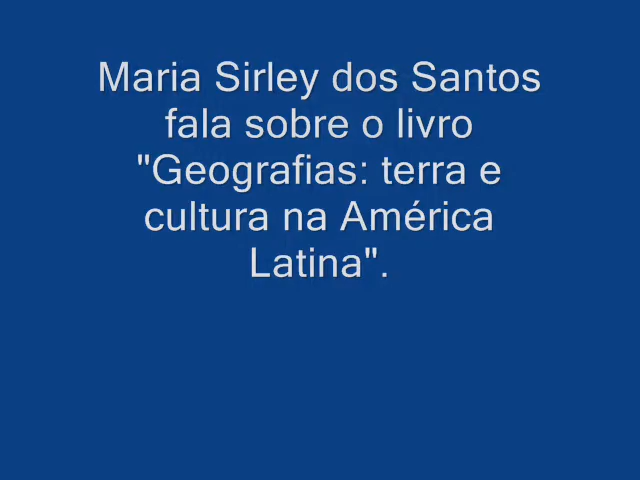 Maria Sirley dos Santos
fala sobre o livro
"Geografias: terra e
cultura na América
Latina".